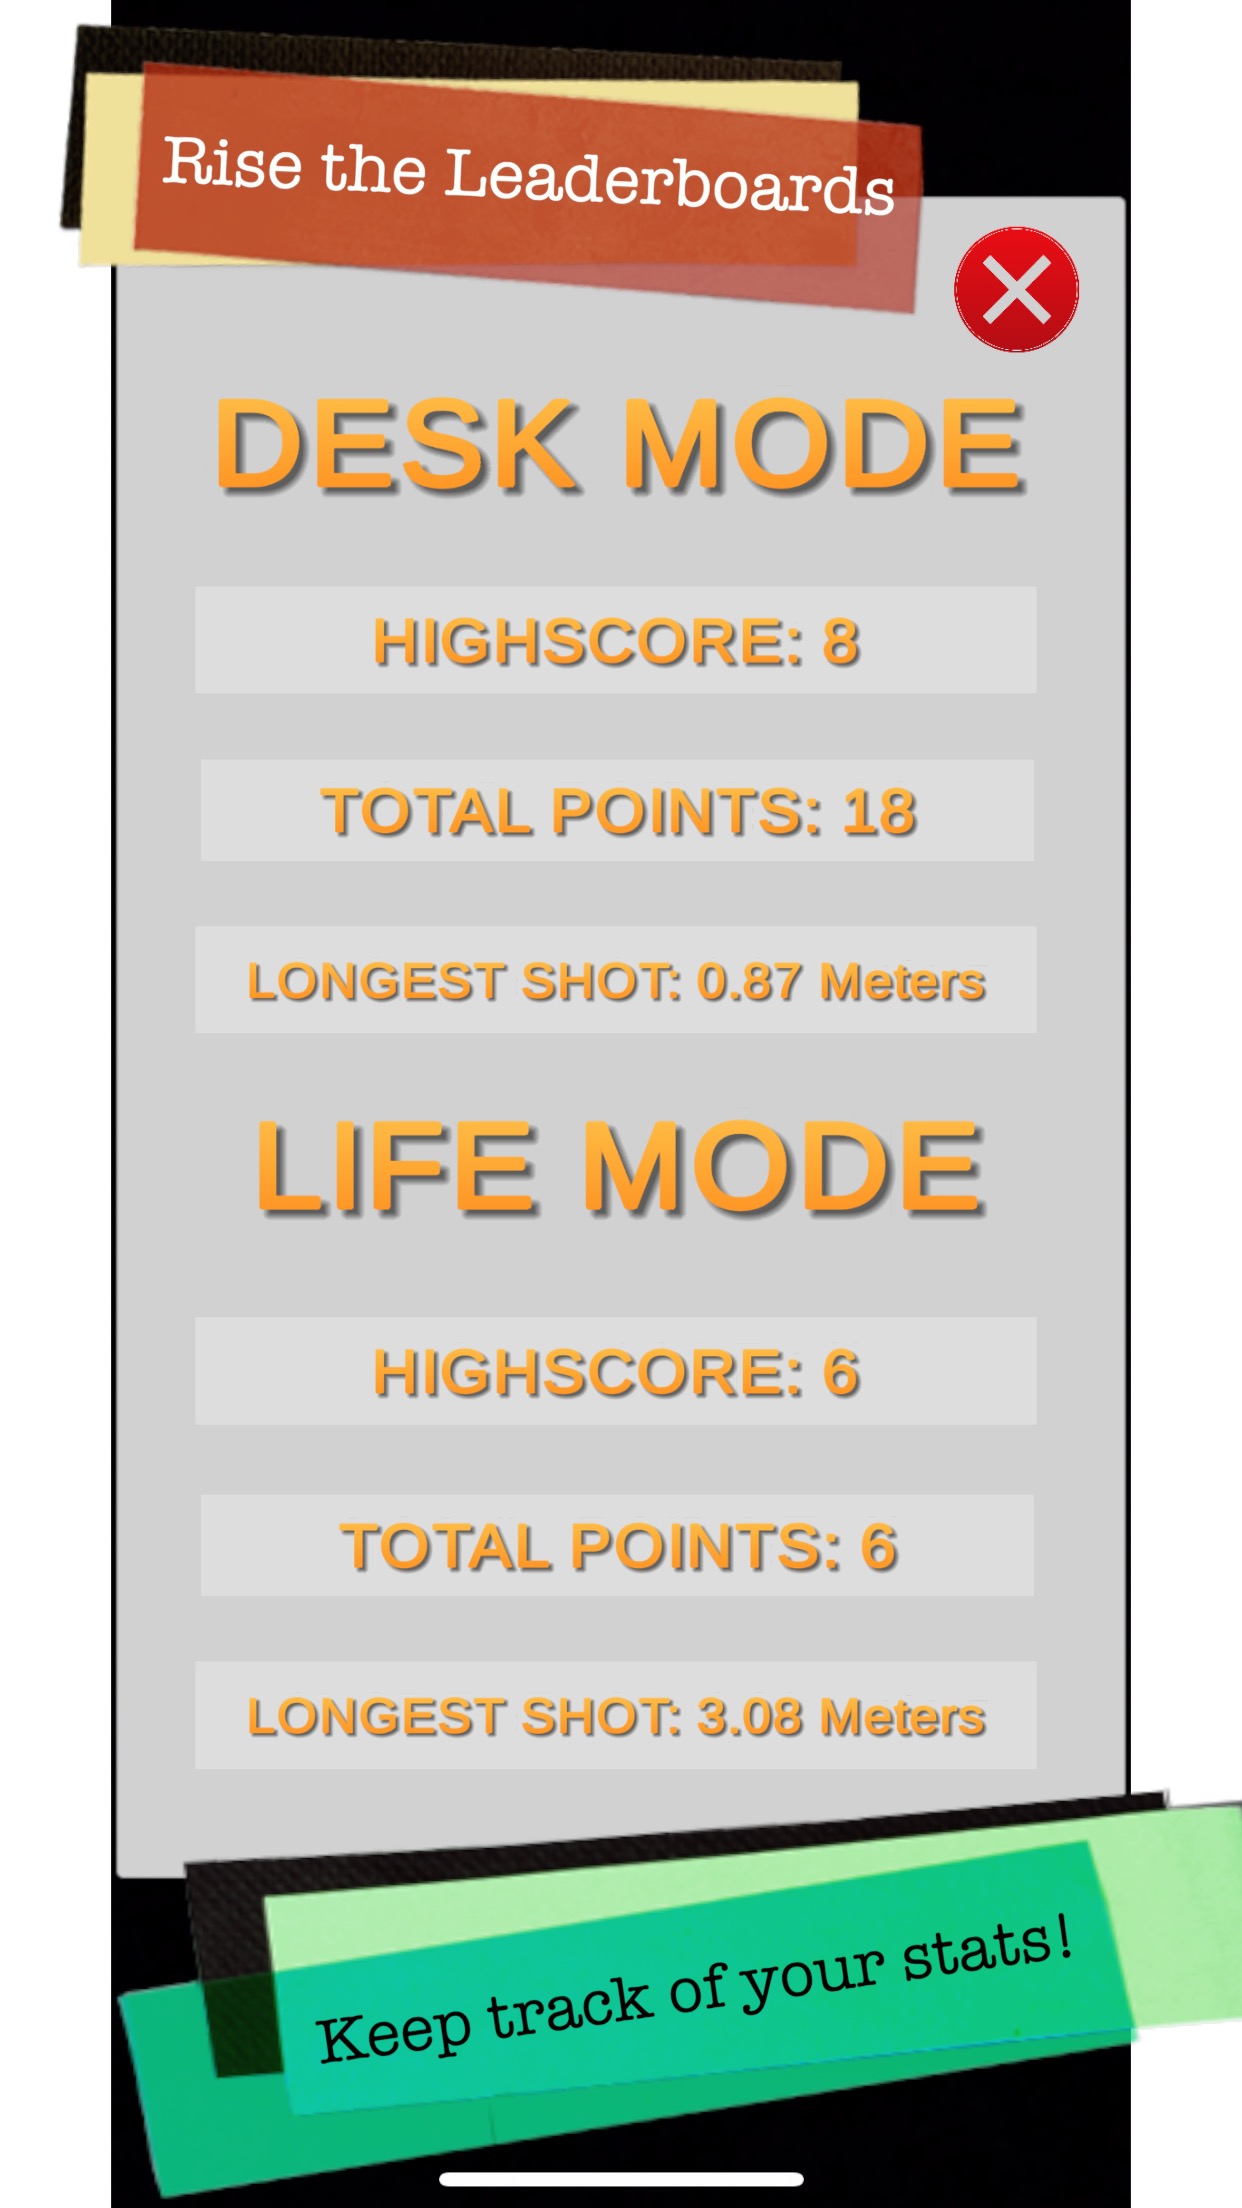 Rise the Leaderboards
DESK MODE
HIGHSCORE: 8
TOTAL POINTS: 18
LONGEST SHOT: 0.87 Meters
LIFE MODE
HIGHSCORE: 6
TOTAL POINTS: 6
LONGEST SHOT: 3.08 Meters
Keep track of your stats!